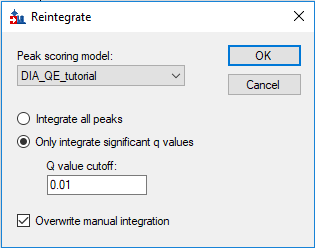 Reintegrate
Peak scoring model:
DIA_QE_tutorial
OK
Cancel
Integrate all peaks
Only integrate significant q values
Q value cutoff:
0.01
Overwrite manual integration